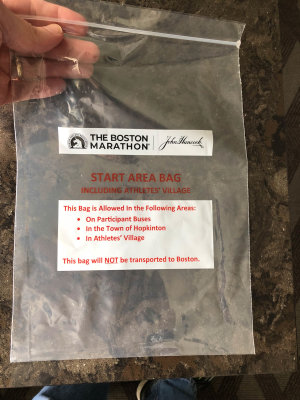 THE BOSTON
MARATHON
John Hancock
START AREA BAG
INCLUDING ATHLETES' VILLAGE
This Bag is Allowed In the Following Areas:
• On Participant Buses
• In the Town of Hopkinton
• In Athletes' Village
This bag will NOT be transported to Boston.